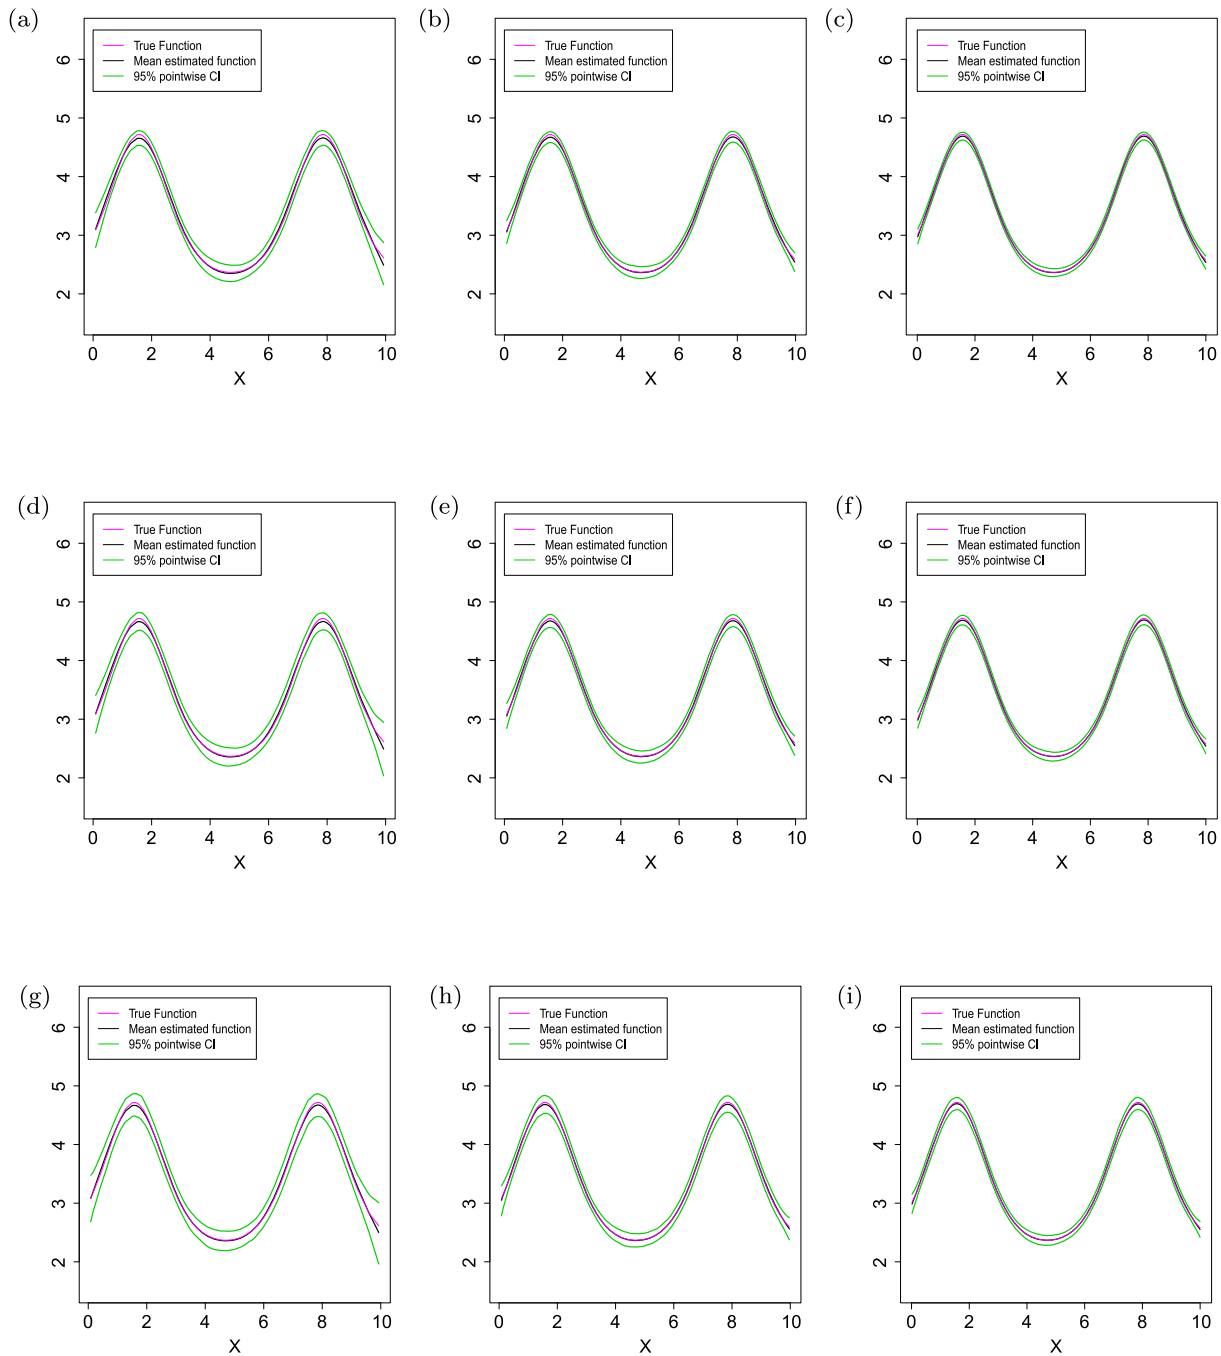 (a)
True Function
Mean estimated function
95% pointwise CI
6
5
4
3
2
0 2 4 6 8 10
X
(b)
True Function
Mean estimated function
95% pointwise CI
6
5
4
3
2
0 2 4 6 8 10
X
(c)
True Function
Mean estimated function
95% pointwise CI
6
5
4
3
2
0 2 4 6 8 10
X
(d)
True Function
Mean estimated function
95% pointwise CI
6
5
4
3
2
0 2 4 6 8 10
X
(e)
True Function
Mean estimated function
95% pointwise CI
6
5
4
3
2
0 2 4 6 8 10
X
(f)
True Function
Mean estimated function
95% pointwise CI
6
5
4
3
2
0 2 4 6 8 10
X
(g)
True Function
Mean estimated function
95% pointwise CI
6
5
4
3
2
0 2 4 6 8 10
X
(h)
True Function
Mean estimated function
95% pointwise CI
6
5
4
3
2
0 2 4 6 8 10
X
(i)
True Function
Mean estimated function
95% pointwise CI
6
5
4
3
2
0 2 4 6 8 10
X